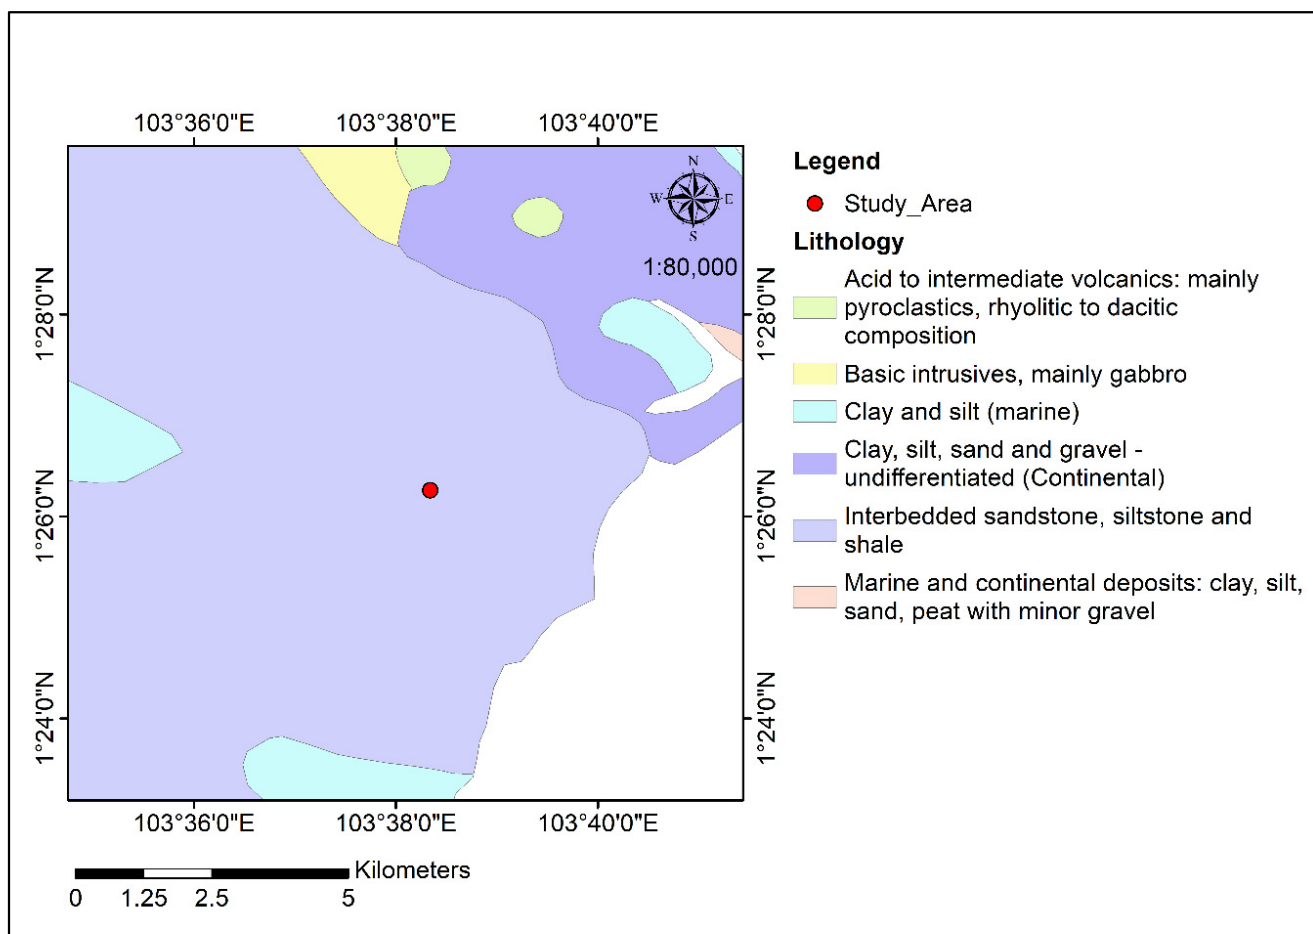 103°36'0"E 103°38'0"E 103°40'0"E
N
W E
S
1:80,000
1°28'0"N 1°28'0"N
1°26'0"N 1°26'0"N
1°24'0"N 1°24'0"N
103°36'0"E 103°38'0"E 103°40'0"E
Kilometers
0 1.25 2.5 5
Legend
Study_Area
Lithology
Acid to intermediate volcanics: mainly
pyroclastics, rhyolitic to dacitic
composition
Basic intrusives, mainly gabbro
Clay and silt (marine)
Clay, silt, sand and gravel -
undifferentiated (Continental)
Interbedded sandstone, siltstone and
shale
Marine and continental deposits: clay, silt,
sand, peat with minor gravel